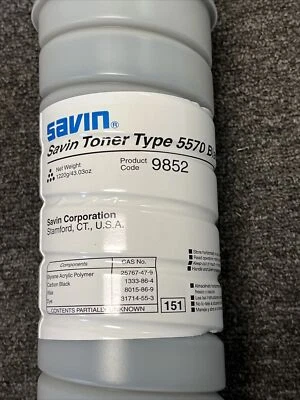 savin®
Savin Toner Type 5570
Net Weight:
1220g/43.03oz
Product
Code
9852
Savin Corporation
Stamford, CT., U.S.A.
Components CAS No.
Styrene Acrylic Polymer 25767-47-9
Carbon Black 1333-86-4
Wax 8015-86-9
Dye 31714-55-3
CONTENTS PARTIALLY UNKNOWN
151